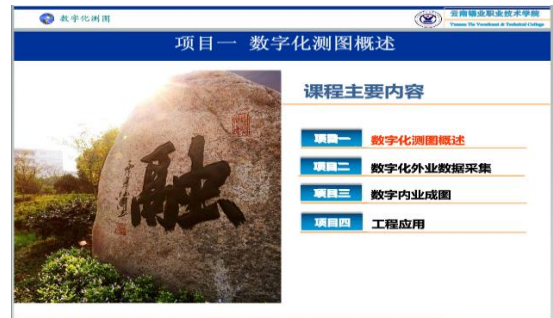 数字化测图
云南锡业职业技术学院
项目一 数字化测图概述
课程主要内容
融
项目一 数字化测图概述
项目二 数字化外业数据采集
项目三 数字内业成图
项目四 工程应用